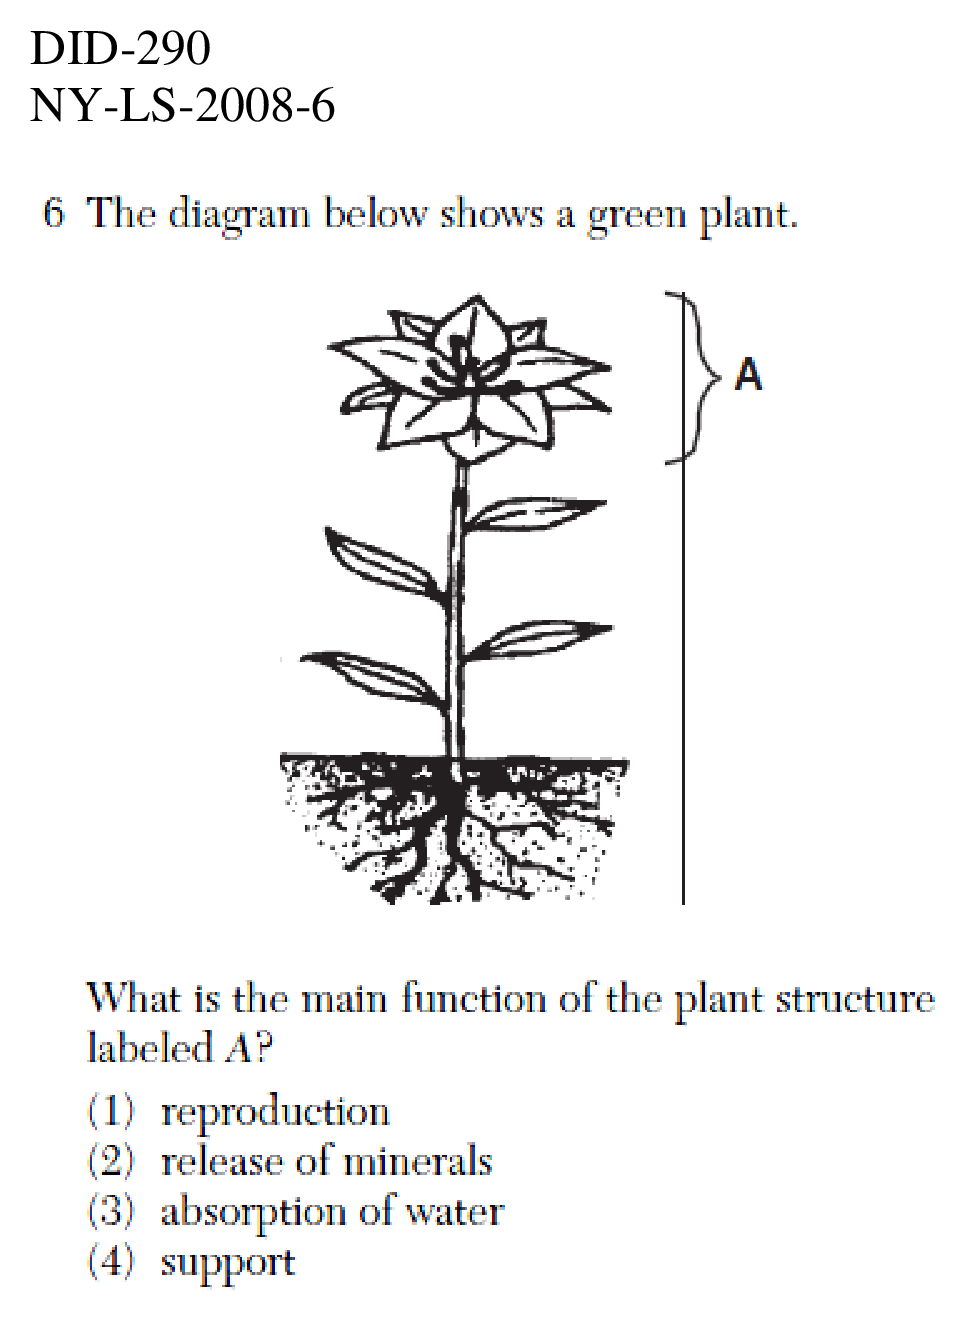 DID-290
NY-LS-2008-6
6 The diagram below shows a green plant.
A
What is the main function of the plant structure
labeled A?
(1) reproduction
(2) release of minerals
(3) absorption of water
(4) support